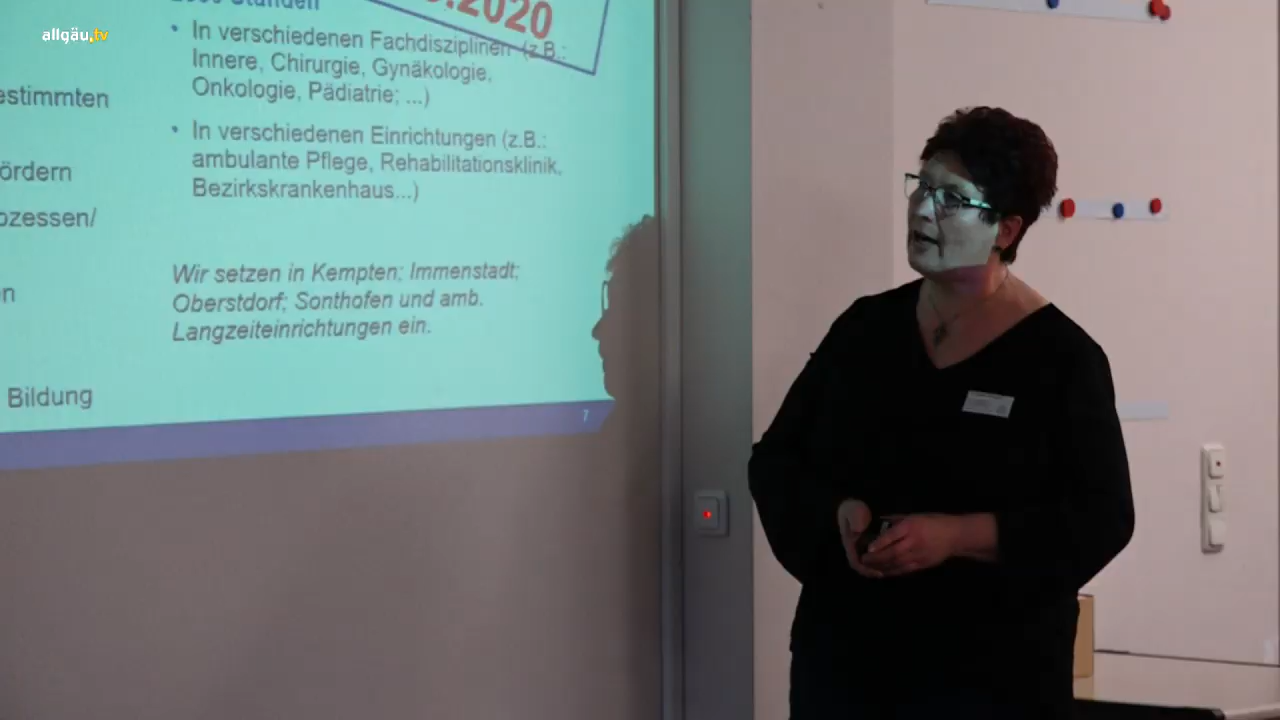 allgäu.tv
.2020
In verschiedenen Fachdisziplinen (z.B.:
Innere, Chirurgie, Gynäkologie,
Onkologie, Pädiatrie; ...)
In verschiedenen Einrichtungen (z.B.:
ambulante Pflege, Rehabilitationsklinik,
Bezirkskrankenhaus...)
Wir setzen in Kempten; Immenstadt;
Oberstdorf; Sonthofen und amb.
Langzeiteinrichtungen ein.
estimmten
ördern
ozessen/
n
Bildung
7